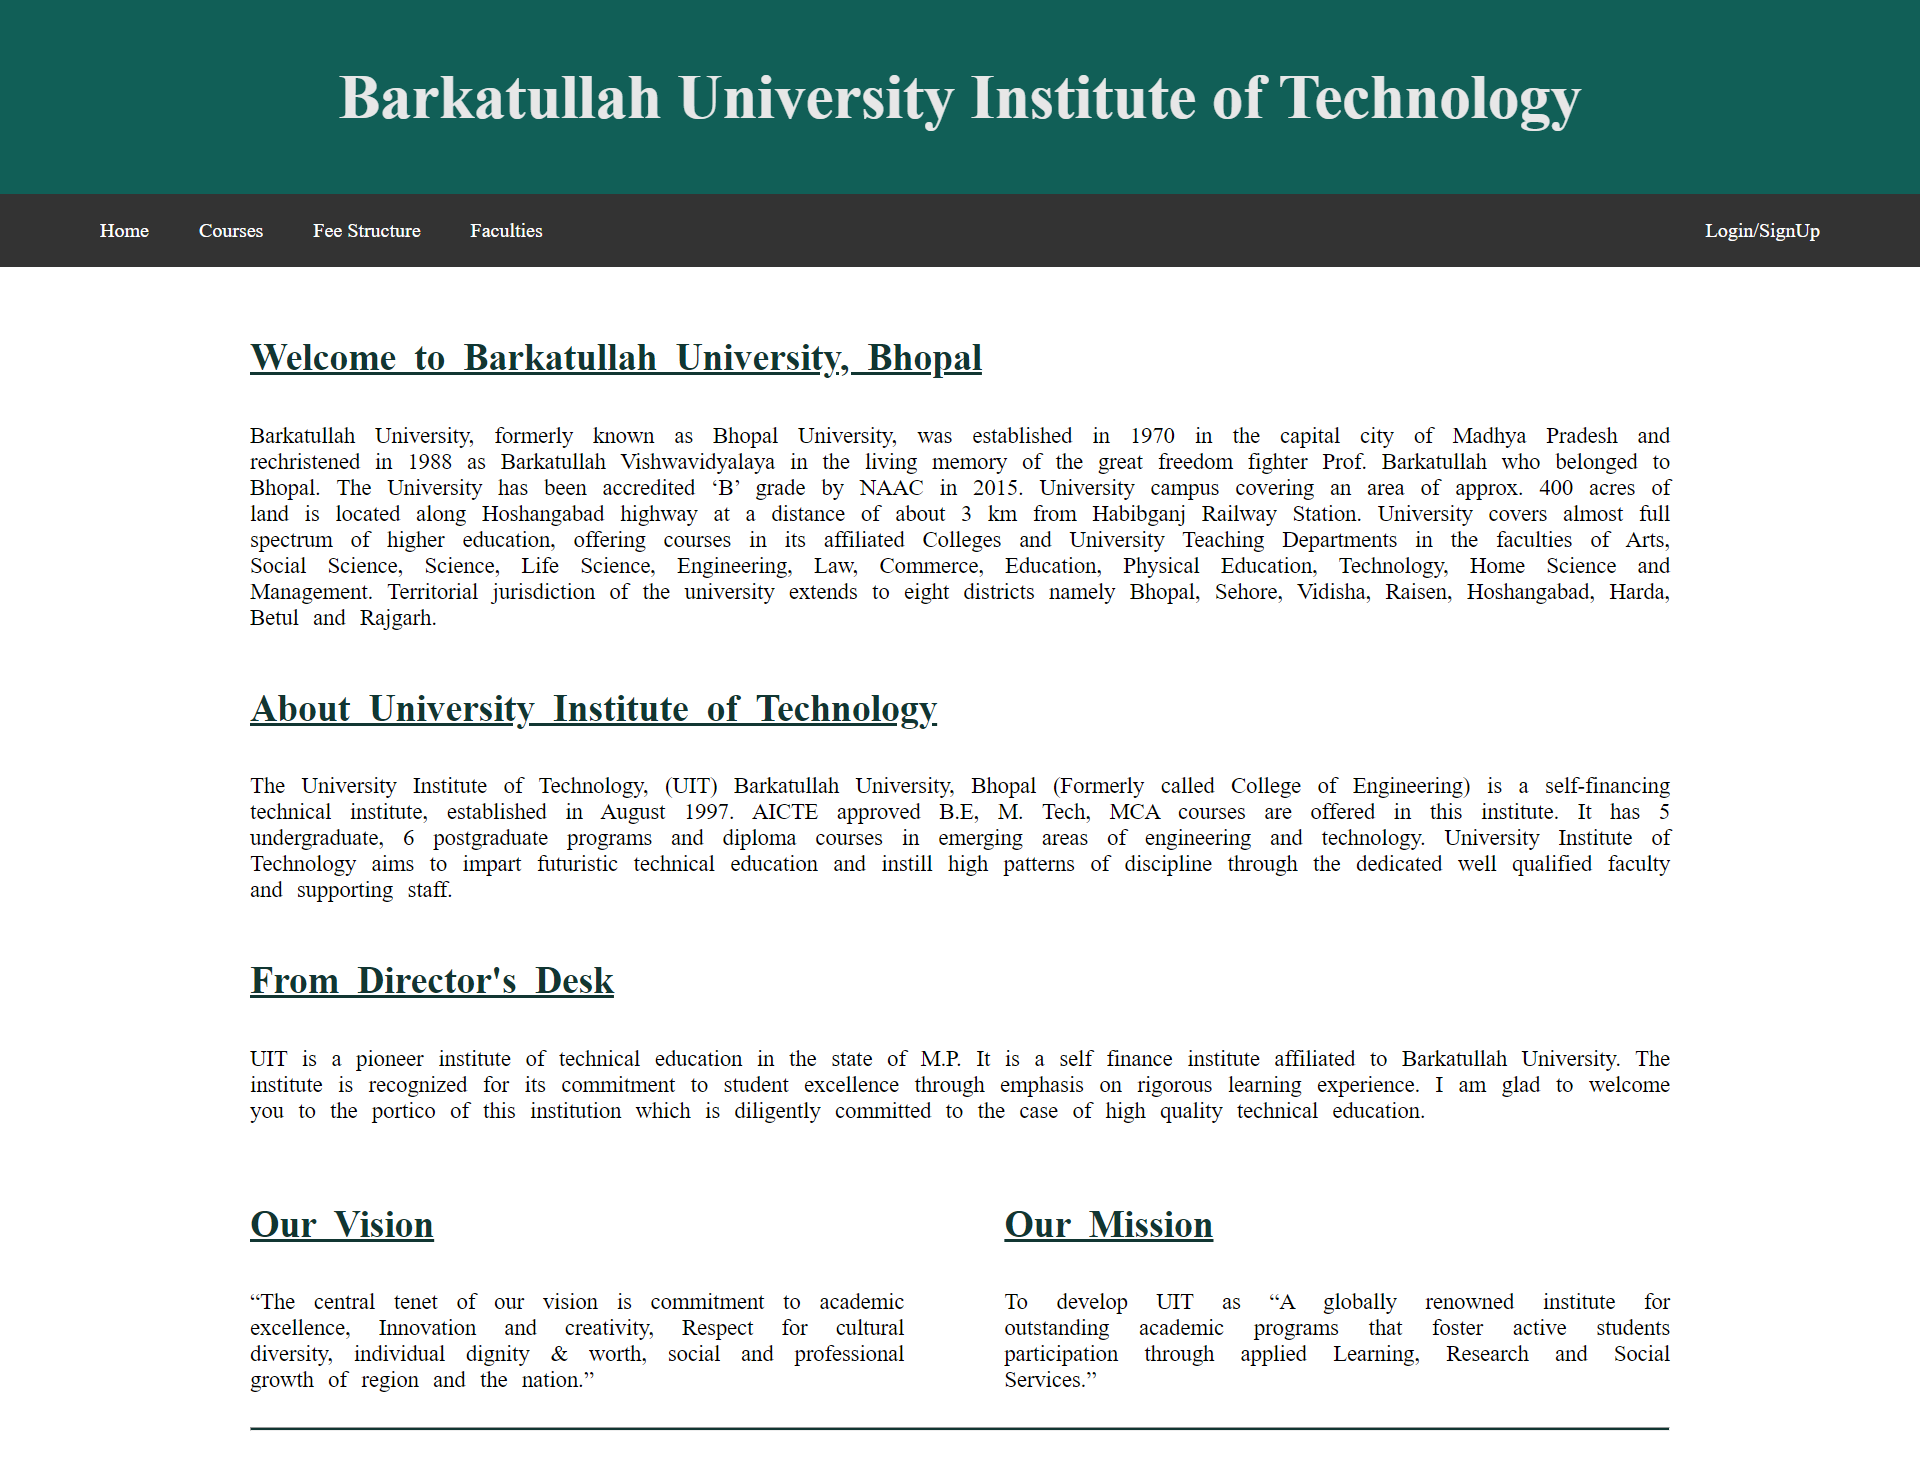 Barkatullah University Institute of Technology
Home Courses Fee Structure Faculties Login/SignUp
Welcome to Barkatullah University, Bhopal
Barkatullah University, formerly known as Bhopal University, was established in 1970 in the capital city of Madhya Pradesh and
rechristened in 1988 as Barkatullah Vishwavidyalaya in the living memory of the great freedom fighter Prof. Barkatullah who belonged to
Bhopal. The University has been accredited ‘B’ grade by NAAC in 2015. University campus covering an area of approx. 400 acres of
land is located along Hoshangabad highway at a distance of about 3 km from Habibganj Railway Station. University covers almost full
spectrum of higher education, offering courses in its affiliated Colleges and University Teaching Departments in the faculties of Arts,
Social Science, Science, Life Science, Engineering, Law, Commerce, Education, Physical Education, Technology, Home Science and
Management. Territorial jurisdiction of the university extends to eight districts namely Bhopal, Sehore, Vidisha, Raisen, Hoshangabad, Harda,
Betul and Rajgarh.
About University Institute of Technology
The University Institute of Technology, (UIT) Barkatullah University, Bhopal (Formerly called College of Engineering) is a self-financing
technical institute, established in August 1997. AICTE approved B.E, M. Tech, MCA courses are offered in this institute. It has 5
undergraduate, 6 postgraduate programs and diploma courses in emerging areas of engineering and technology. University Institute of
Technology aims to impart futuristic technical education and instill high patterns of discipline through the dedicated well qualified faculty
and supporting staff.
From Director's Desk
UIT is a pioneer institute of technical education in the state of M.P. It is a self finance institute affiliated to Barkatullah University. The
institute is recognized for its commitment to student excellence through emphasis on rigorous learning experience. I am glad to welcome
you to the portico of this institution which is diligently committed to the case of high quality technical education.
Our Vision
“The central tenet of our vision is commitment to academic
excellence, Innovation and creativity, Respect for cultural
diversity, individual dignity & worth, social and professional
growth of region and the nation.”
Our Mission
To develop UIT as “A globally renowned institute for
outstanding academic programs that foster active students
participation through applied Learning, Research and Social
Services.”